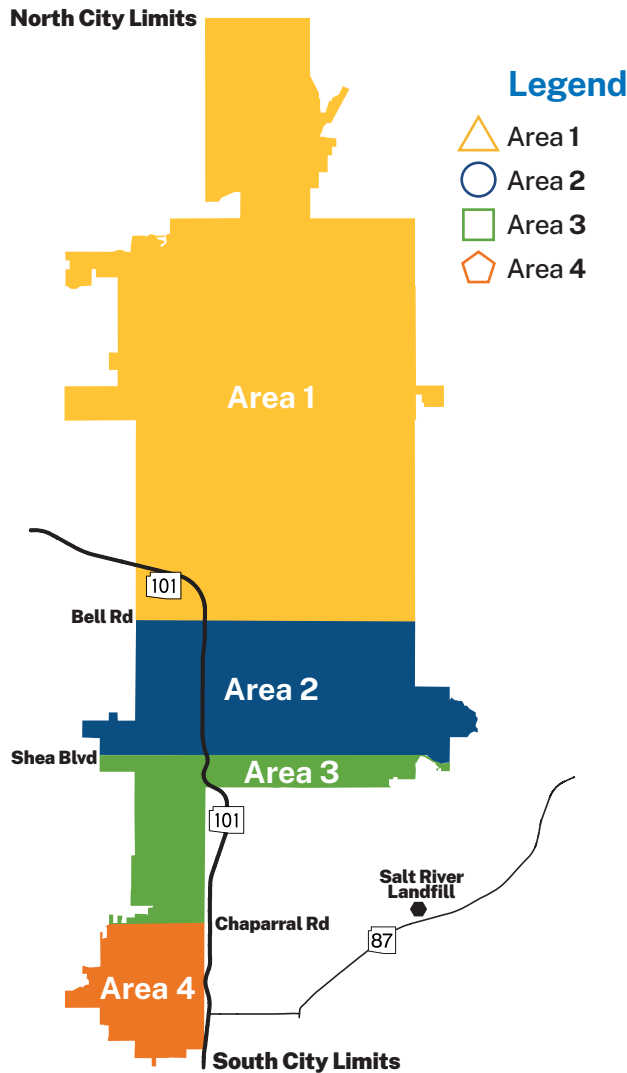 North City Limits
Legend
Area 1
Area 2
Area 3
Area 4
Area 1
101
Bell Rd
Area 2
Shea Blvd
Area 3
101
Salt River
Landfill
Chaparral Rd
87
Area 4
South City Limits